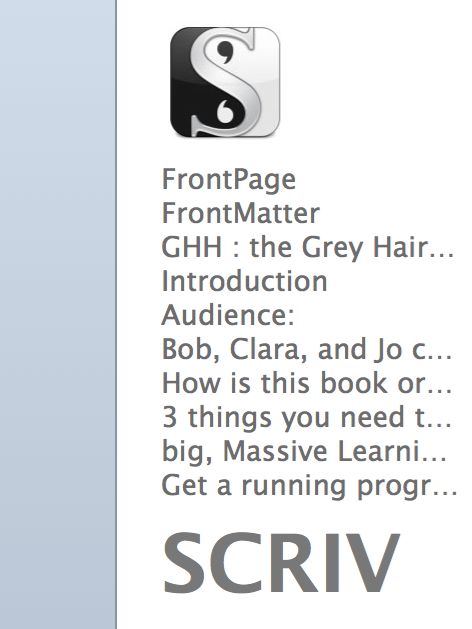 FrontPage
FrontMatter
GHH : the Grey Hair...
Introduction
Audience:
Bob, Clara, and Jo c...
How is this book or...
3 things you need t...
big, Massive Learni...
Get a running progr...
SCRIV